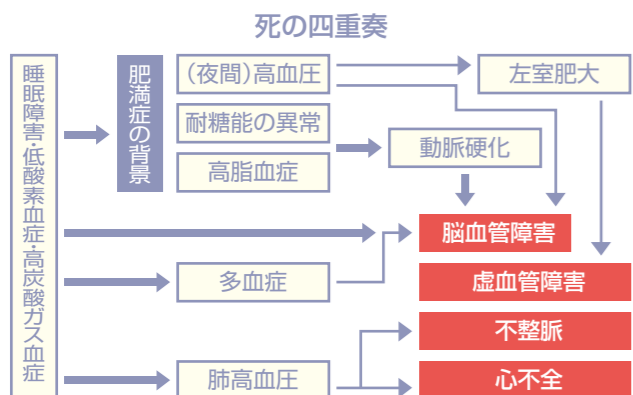 死の四重奏
睡眠障害・低酸素血症・高炭酸ガス血症
肥満症の背景
(夜間)高血圧
左室肥大
耐糖能の異常
動脈硬化
高脂血症
脳血管障害
多血症
虚血管障害
不整脈
肺高血圧
心不全